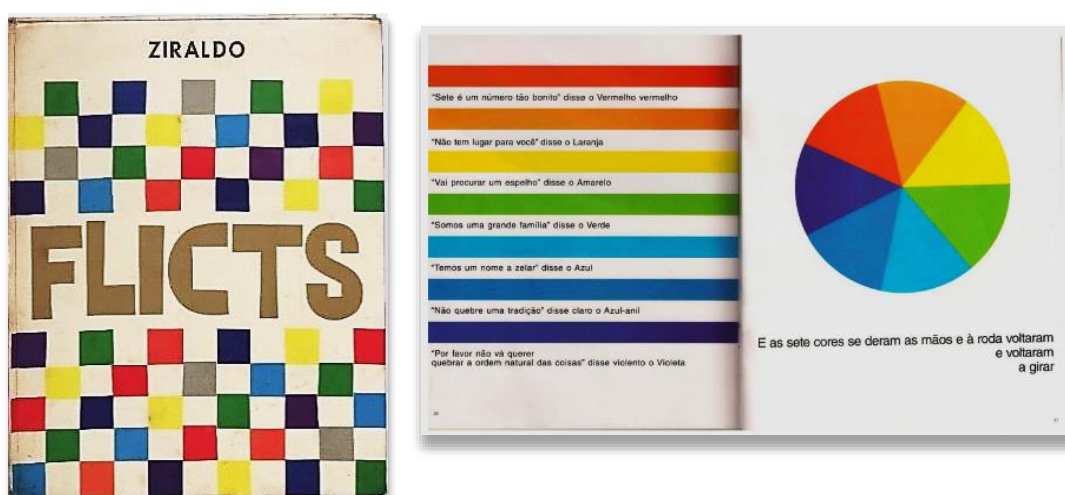 ZIRALDO
FLICTS
"Sete é um número tão bonito" disse o Vermelho vermelho
"Não tem lugar para você" disse o Laranja
"Vai procurar um espelho" disse o Amarelo
"Somos uma grande família" disse o Verde
"Temos um nome a zelar" disse o Azul
"Não quebre uma tradição" disse claro o Azul-anil
"Por favor não vá querer
quebrar a ordem natural das coisas" disse violento o Violeta
E as sete cores se deram as mãos e à roda voltaram
e voltaram
a girar